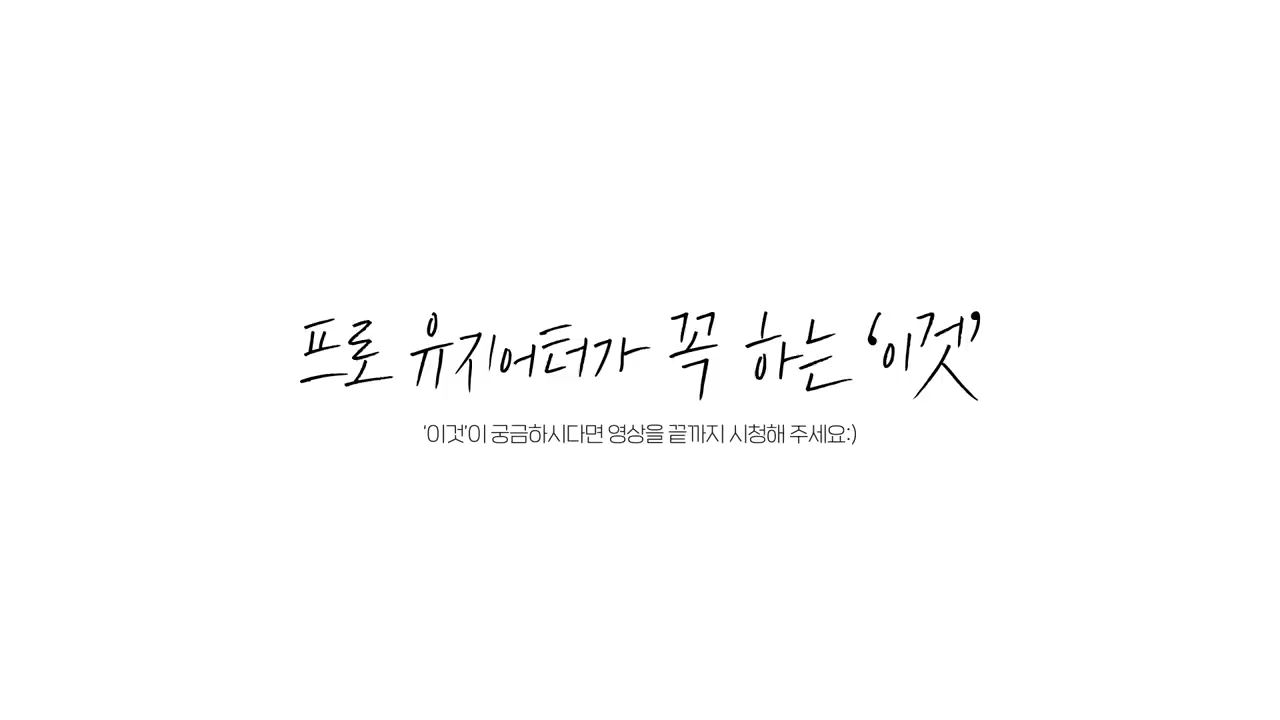 프로 유지어터가 꼭 하는 '이것'
'이것'이 궁금하시다면 영상을 끝까지 시청해 주세요:)